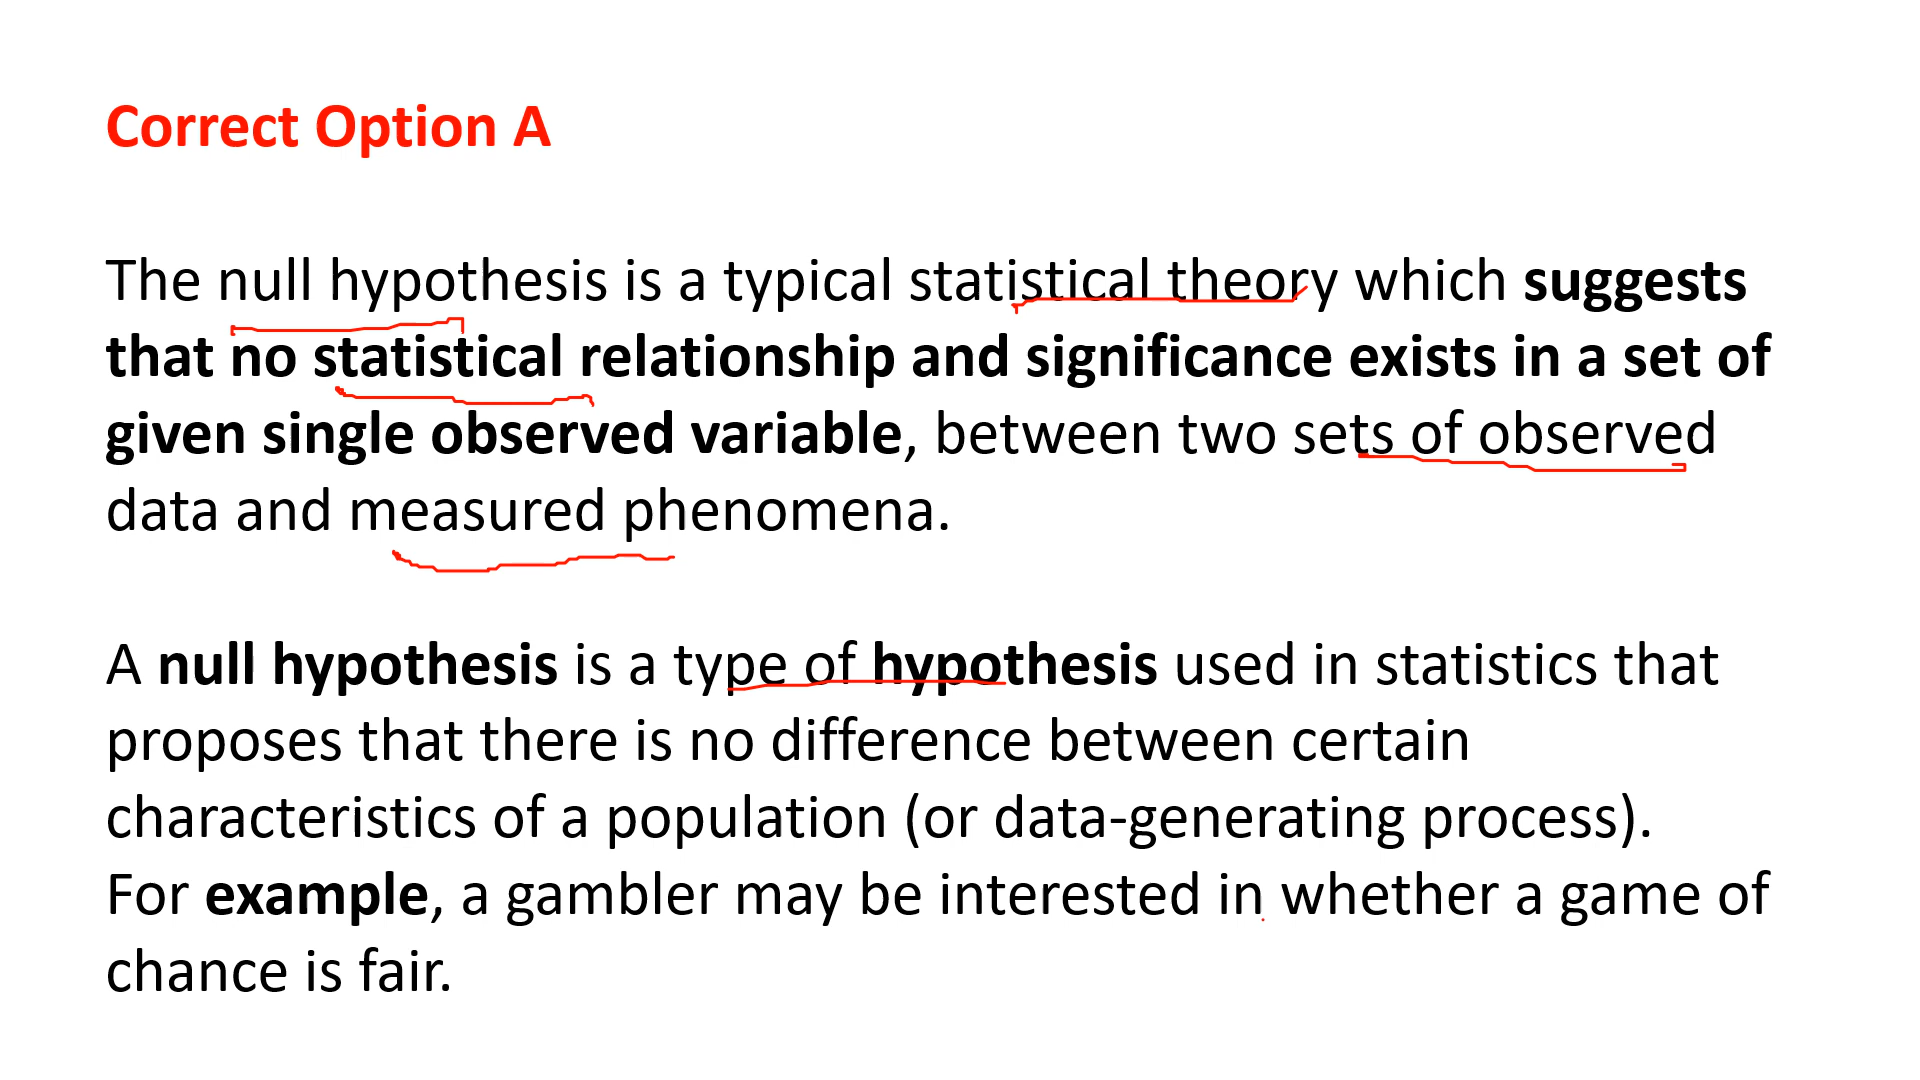 Correct Option A
The null hypothesis is a typical statistical theory which suggests
that no statistical relationship and significance exists in a set of
given single observed variable, between two sets of observed
data and measured phenomena.
A null hypothesis is a type of hypothesis used in statistics that
proposes that there is no difference between certain
characteristics of a population (or data-generating process).
For example, a gambler may be interested in whether a game of
chance is fair.